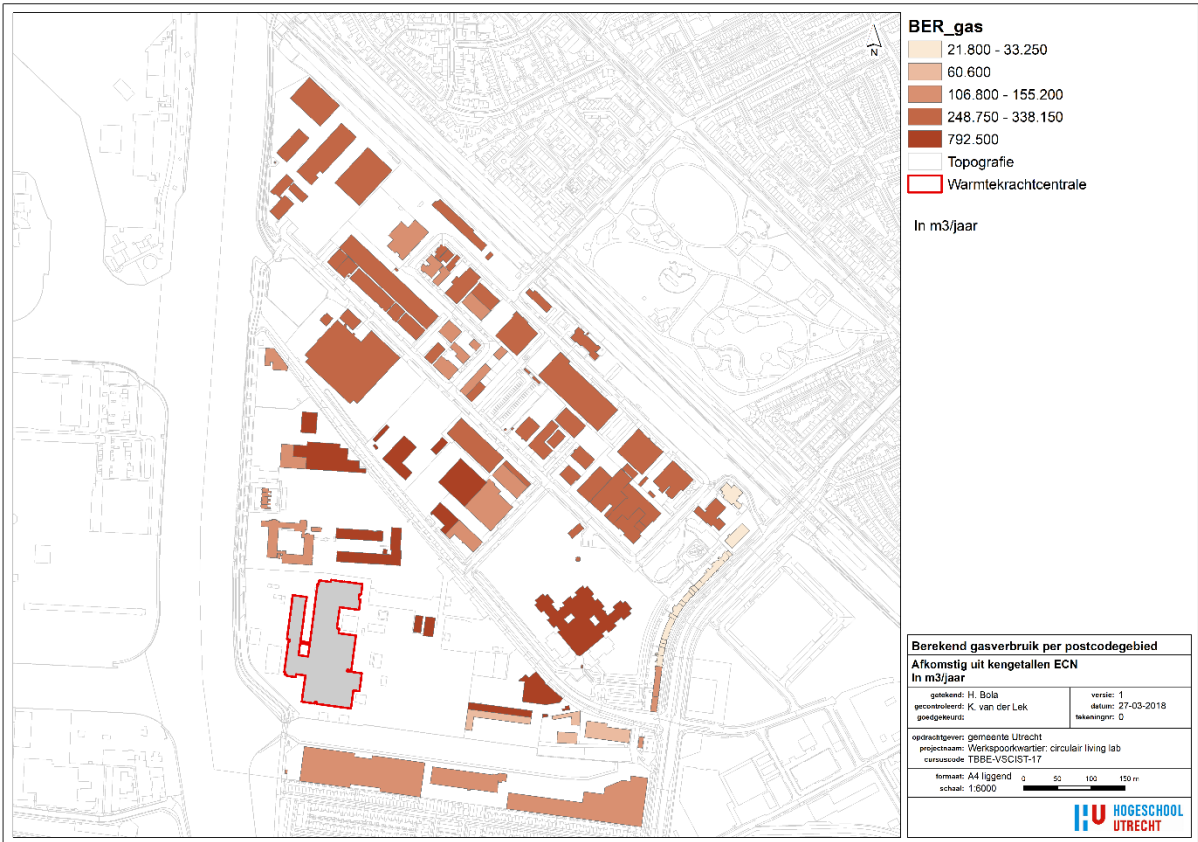 N
BER_gas
21.800 - 33.250
60.600
106.800 - 155.200
248.750 - 338.150
792.500
Topografie
Warmtekrachtcentrale
In m3/jaar
Berekend gasverbruik per postcodegebied
Afkomstig uit kengetallen ECN
In m3/jaar
getekend: H. Bola
gecontroleerd: K. van der Lek
goedgekeurd:
versie: 1
datum: 27-03-2018
tekeningnr: 0
opdrachtgever: gemeente Utrecht
projectnaam: Werkspoorkwartier: circulair living lab
cursuscode TBBE-VSCIST-17
formaat: A4 liggend
schaal: 1:6000
0 50 100 150 m
HU HOGESCHOOL
UTRECHT